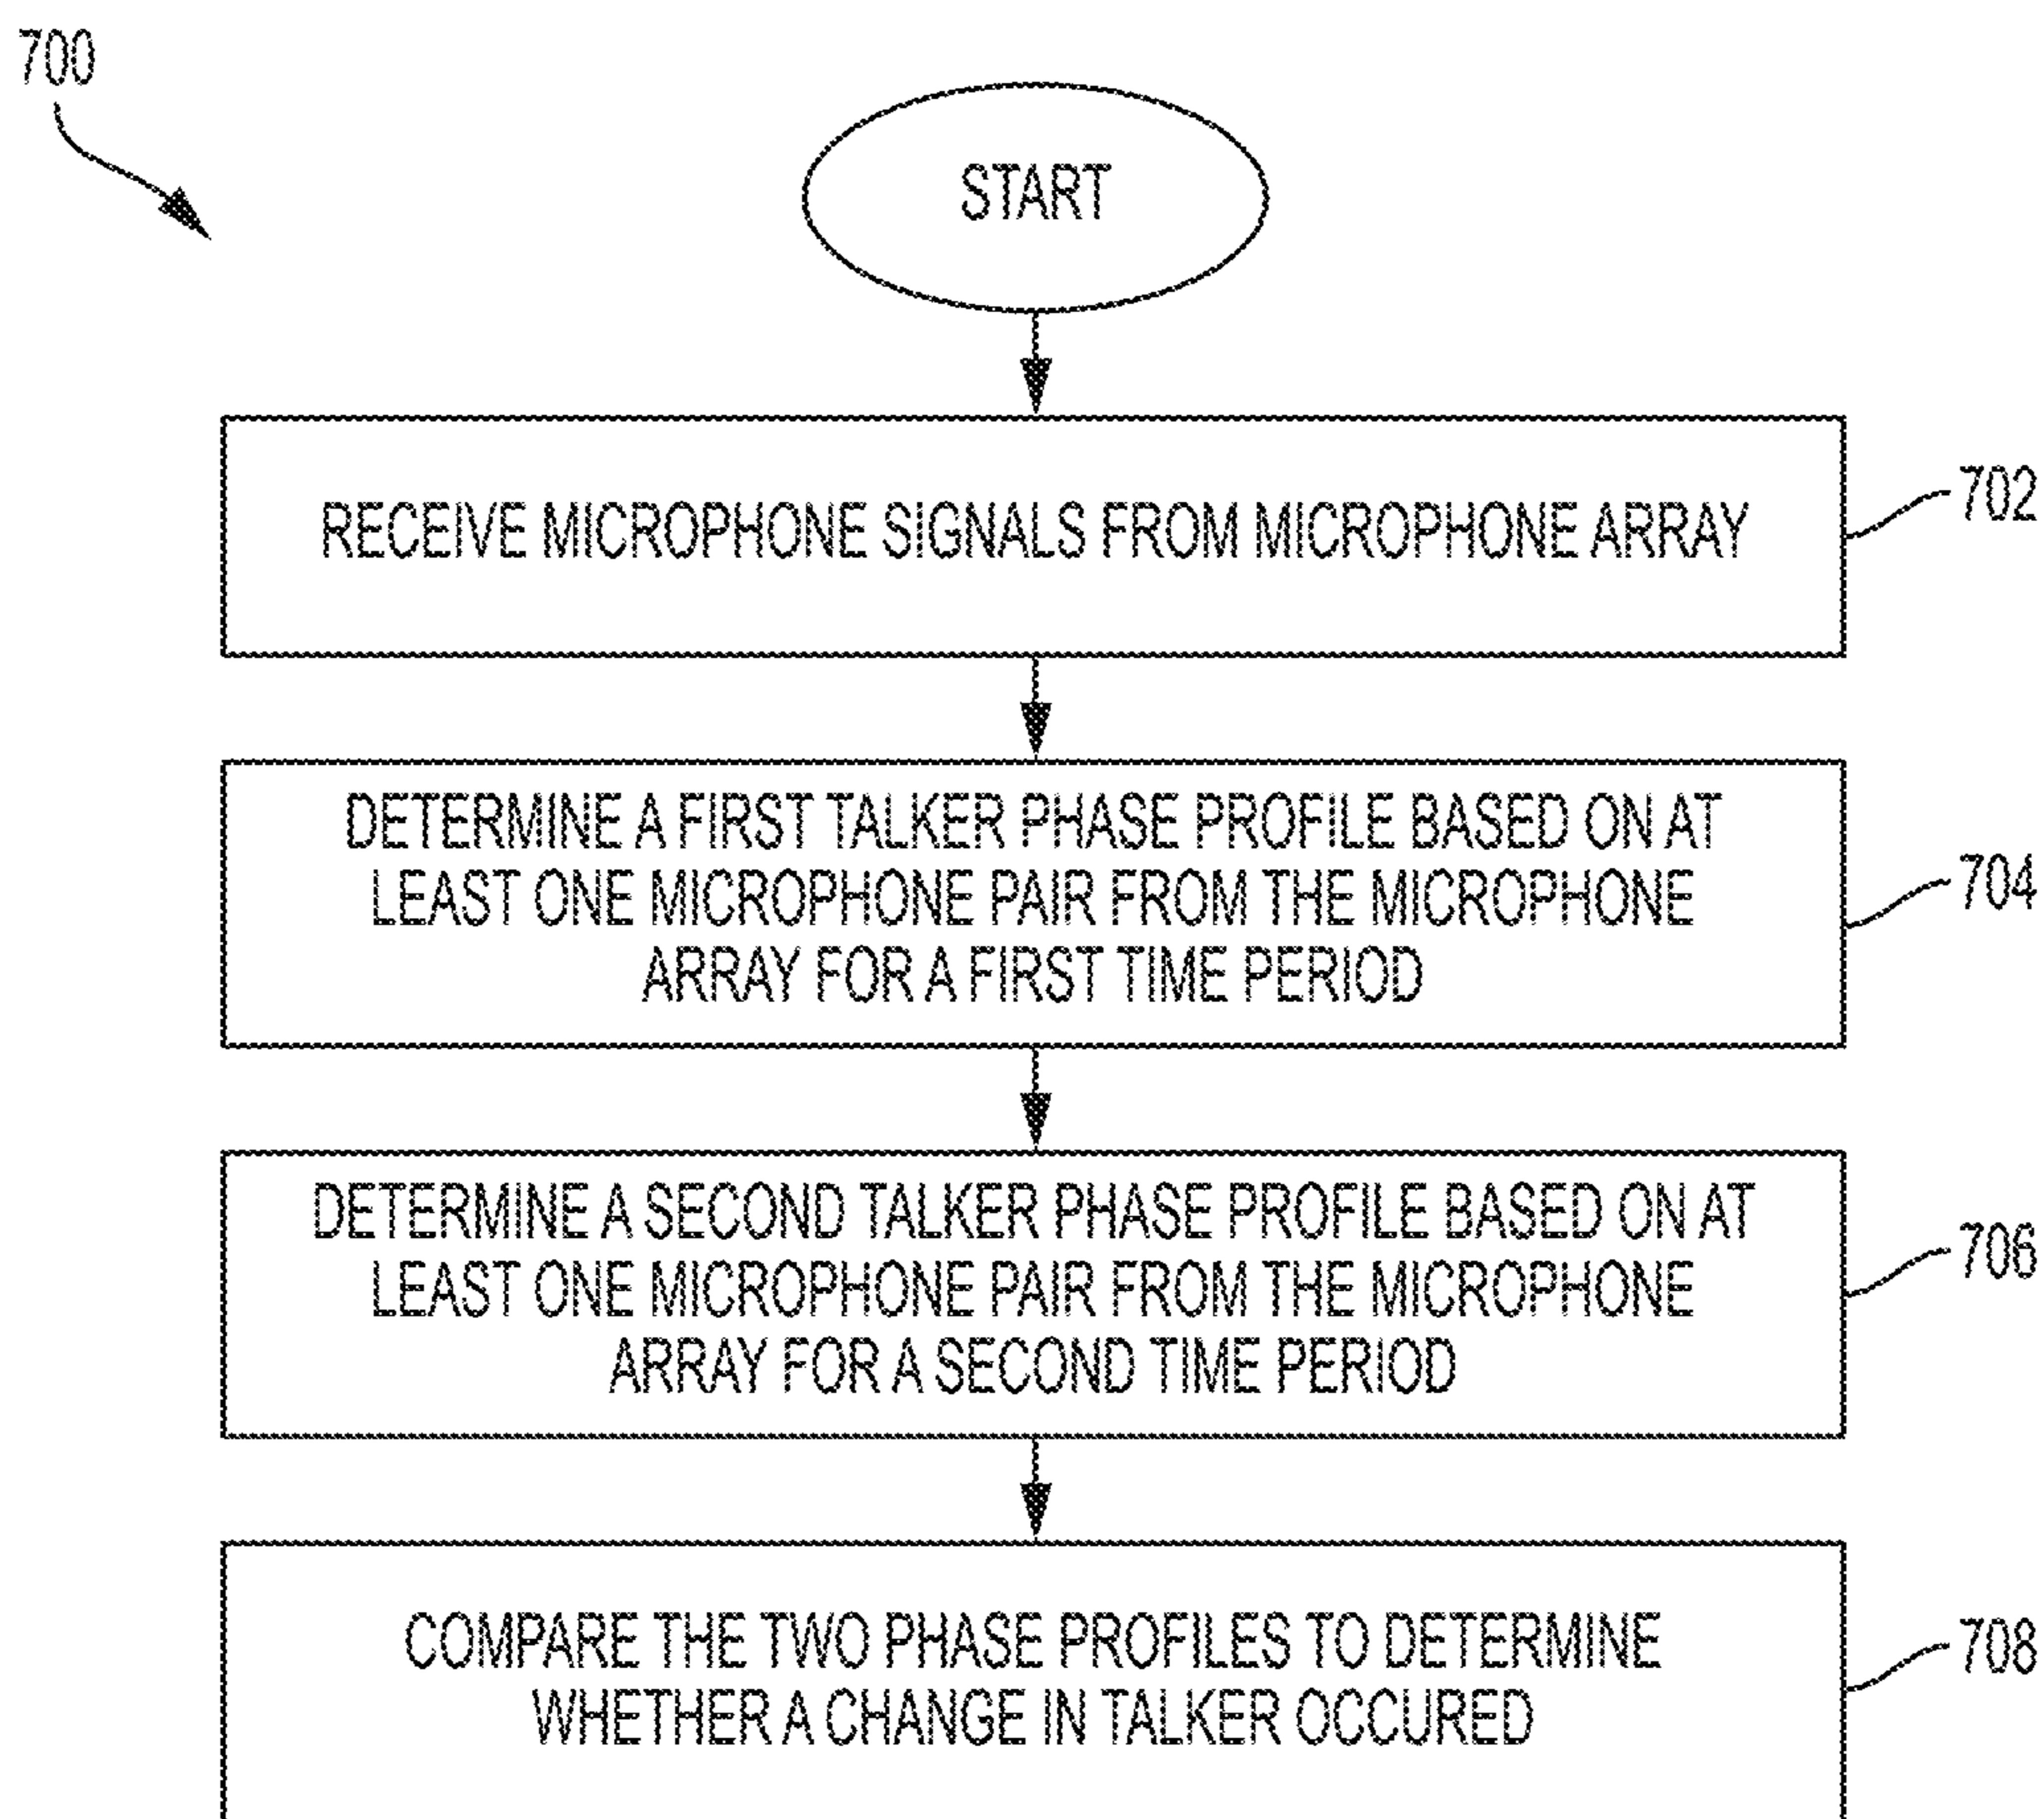 700
START
RECEIVE MICROPHONE SIGNALS FROM MICROPHONE ARRAY
702
DETERMINE A FIRST TALKER PHASE PROFILE BASED ON AT
LEAST ONE MICROPHONE PAIR FROM THE MICROPHONE
ARRAY FOR A FIRST TIME PERIOD
704
DETERMINE A SECOND TALKER PHASE PROFILE BASED ON AT
LEAST ONE MICROPHONE PAIR FROM THE MICROPHONE
ARRAY FOR A SECOND TIME PERIOD
706
COMPARE THE TWO PHASE PROFILES TO DETERMINE
WHETHER A CHANGE IN TALKER OCCURED
708